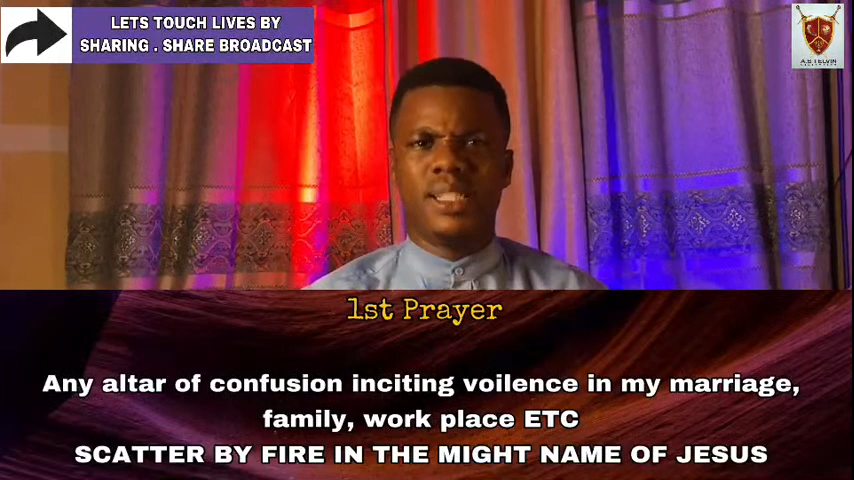 LETS TOUCH LIVES BY
SHARING . SHARE BROADCAST
1st Prayer
Any altar of confusion inciting voilence in my marriage,
family, work place ETC
SCATTER BY FIRE IN THE MIGHT NAME OF JESUS